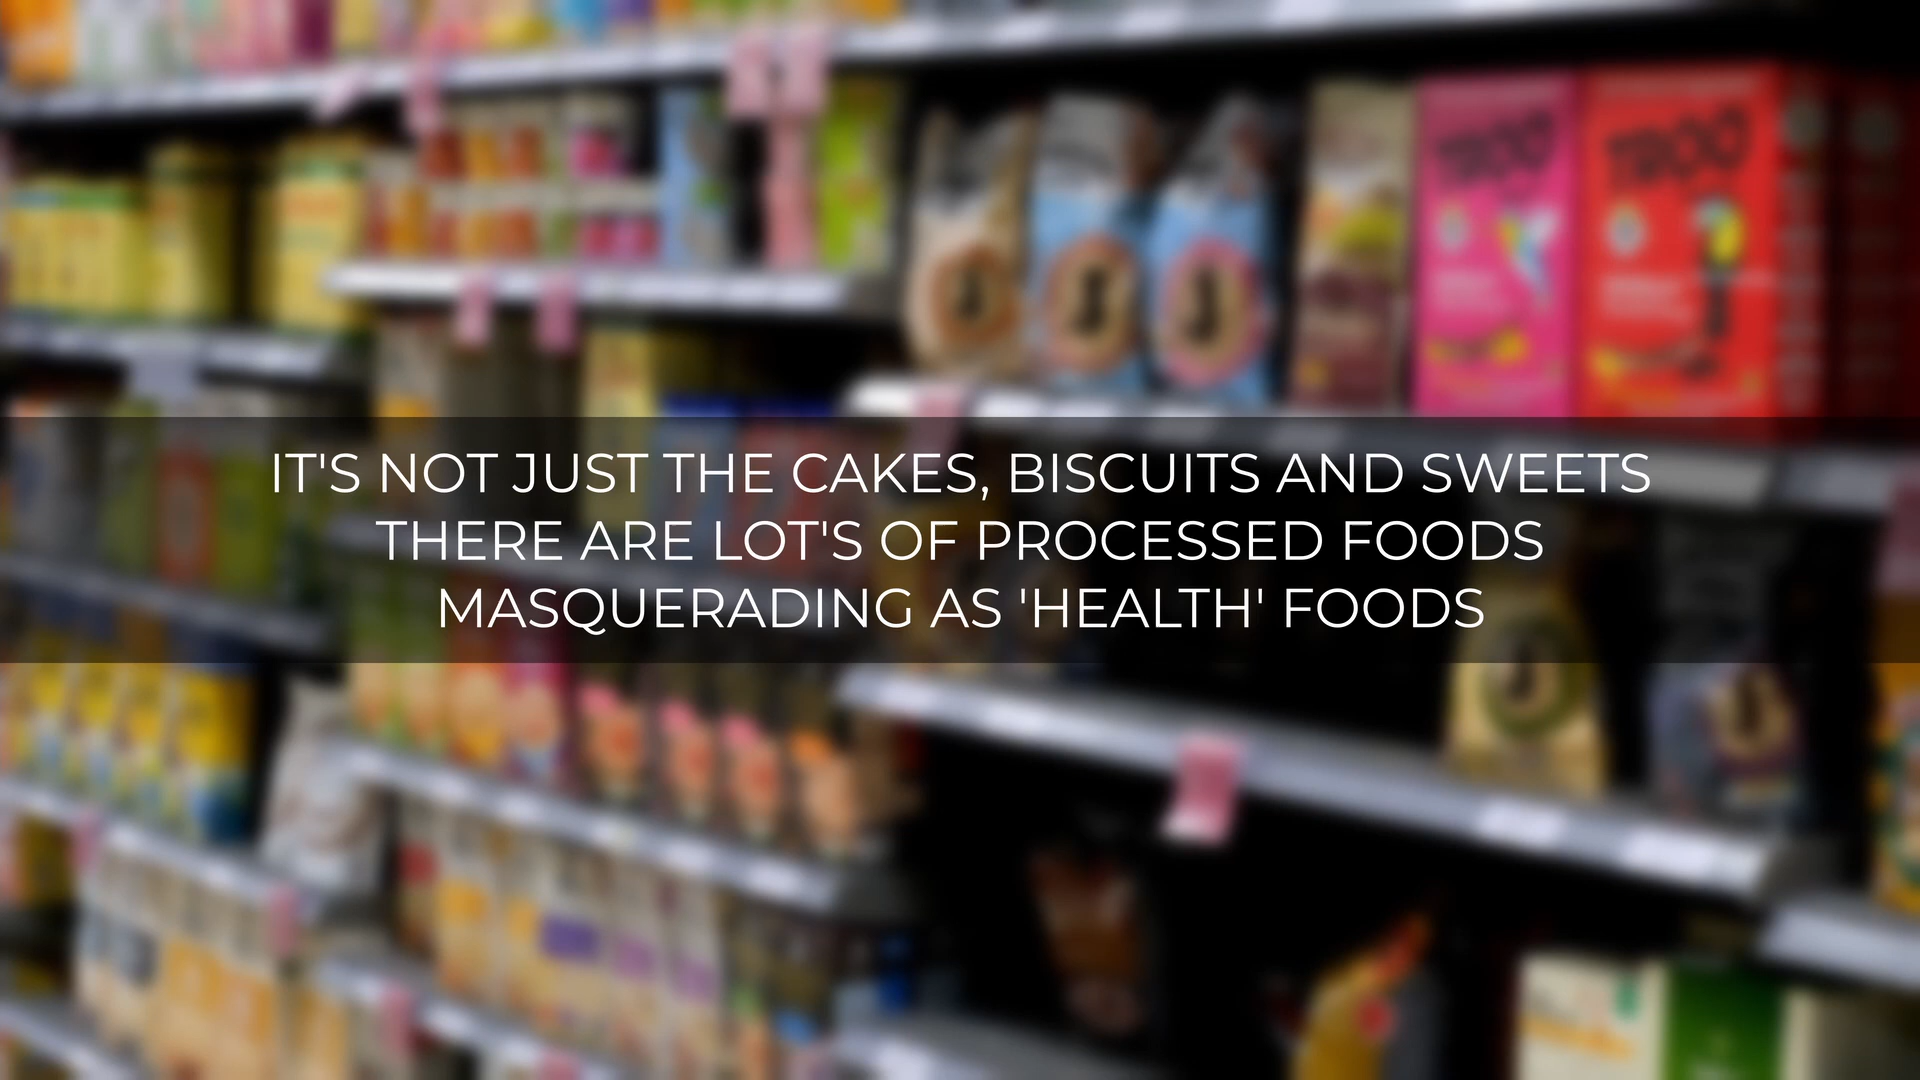 IT'S NOT JUST THE CAKES, BISCUITS AND SWEETS
THERE ARE LOT'S OF PROCESSED FOODS
MASQUERADING AS 'HEALTH' FOODS